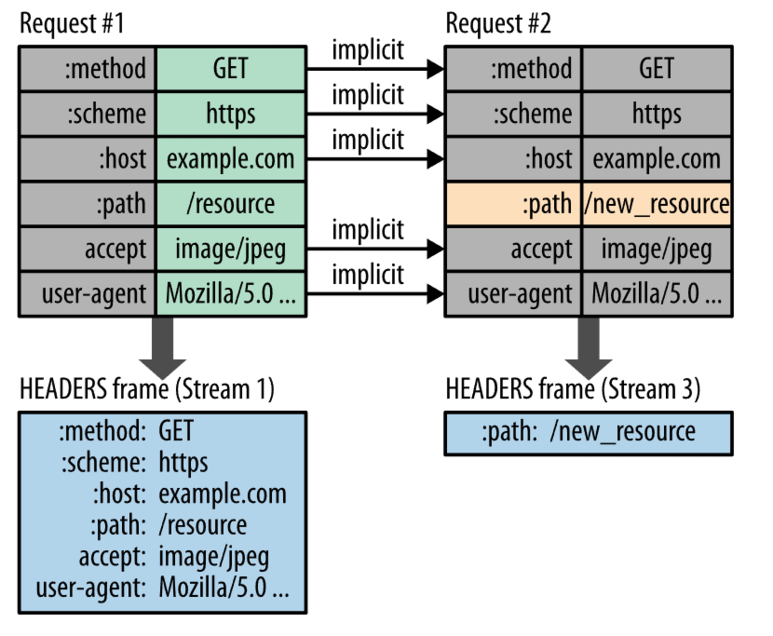 Request #1
:method GET
:scheme https
:host example.com
:path /resource
accept image/jpeg
user-agent Mozilla/5.0 ...
implicit
implicit
implicit
implicit
implicit
Request #2
:method GET
:scheme https
:host example.com
:path /new_resource
accept image/jpeg
user-agent Mozilla/5.0 ...
HEADERS frame (Stream 1)
:method: GET
:scheme: https
:host: example.com
:path: /resource
accept: image/jpeg
user-agent: Mozilla/5.0 ...
HEADERS frame (Stream 3)
:path: /new_resource